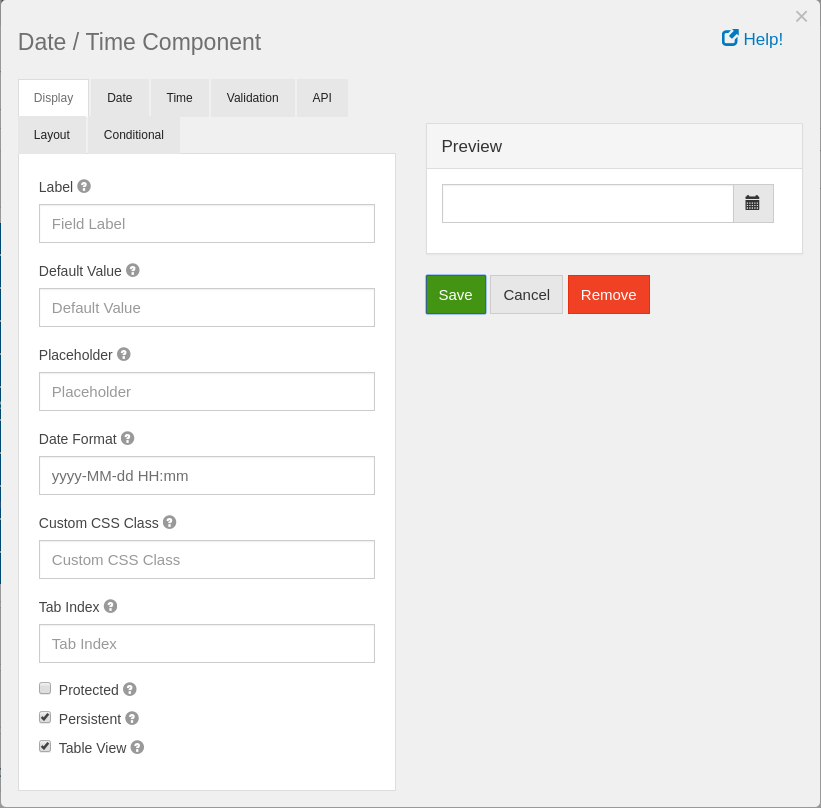 Date / Time Component
Help!
Display Date Time Validation API
Layout Conditional
Label
Field Label
Default Value
Default Value
Placeholder
Placeholder
Date Format
yyyy-MM-dd HH:mm
Custom CSS Class
Custom CSS Class
Tab Index
Tab Index
Protected
Persistent
Table View
Preview
Save Cancel Remove